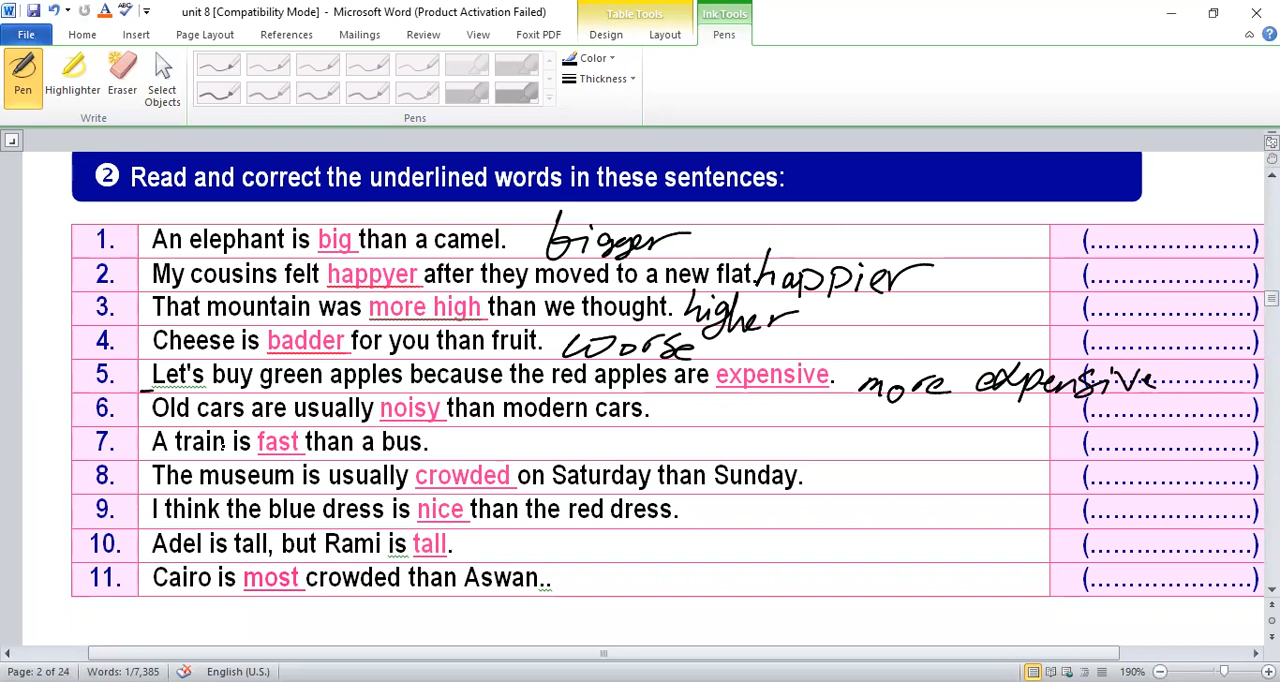 unit 8 [Compatibility Mode] - Microsoft Word (Product Activation Failed) Table Tools Ink Tools
File Home Insert Page Layout References Mailings Review View Foxit PDF Design Layout Pens
Pen Highlighter Eraser Select Objects Color Thickness
Write Pens
2 Read and correct the underlined words in these sentences:
1. An elephant is big than a camel. bigger (..........................)
2. My cousins felt happyer after they moved to a new flat. happier (..........................)
3. That mountain was more high than we thought. higher (..........................)
4. Cheese is badder for you than fruit. worse (..........................)
5. Let's buy green apples because the red apples are expensive. more expensive (..........................)
6. Old cars are usually noisy than modern cars. (..........................)
7. A train is fast than a bus. (..........................)
8. The museum is usually crowded on Saturday than Sunday. (..........................)
9. I think the blue dress is nice than the red dress. (..........................)
10. Adel is tall, but Rami is tall. (..........................)
11. Cairo is most crowded than Aswan.. (..........................)
Page: 2 of 24 Words: 1/7,385 English (U.S.) 190%